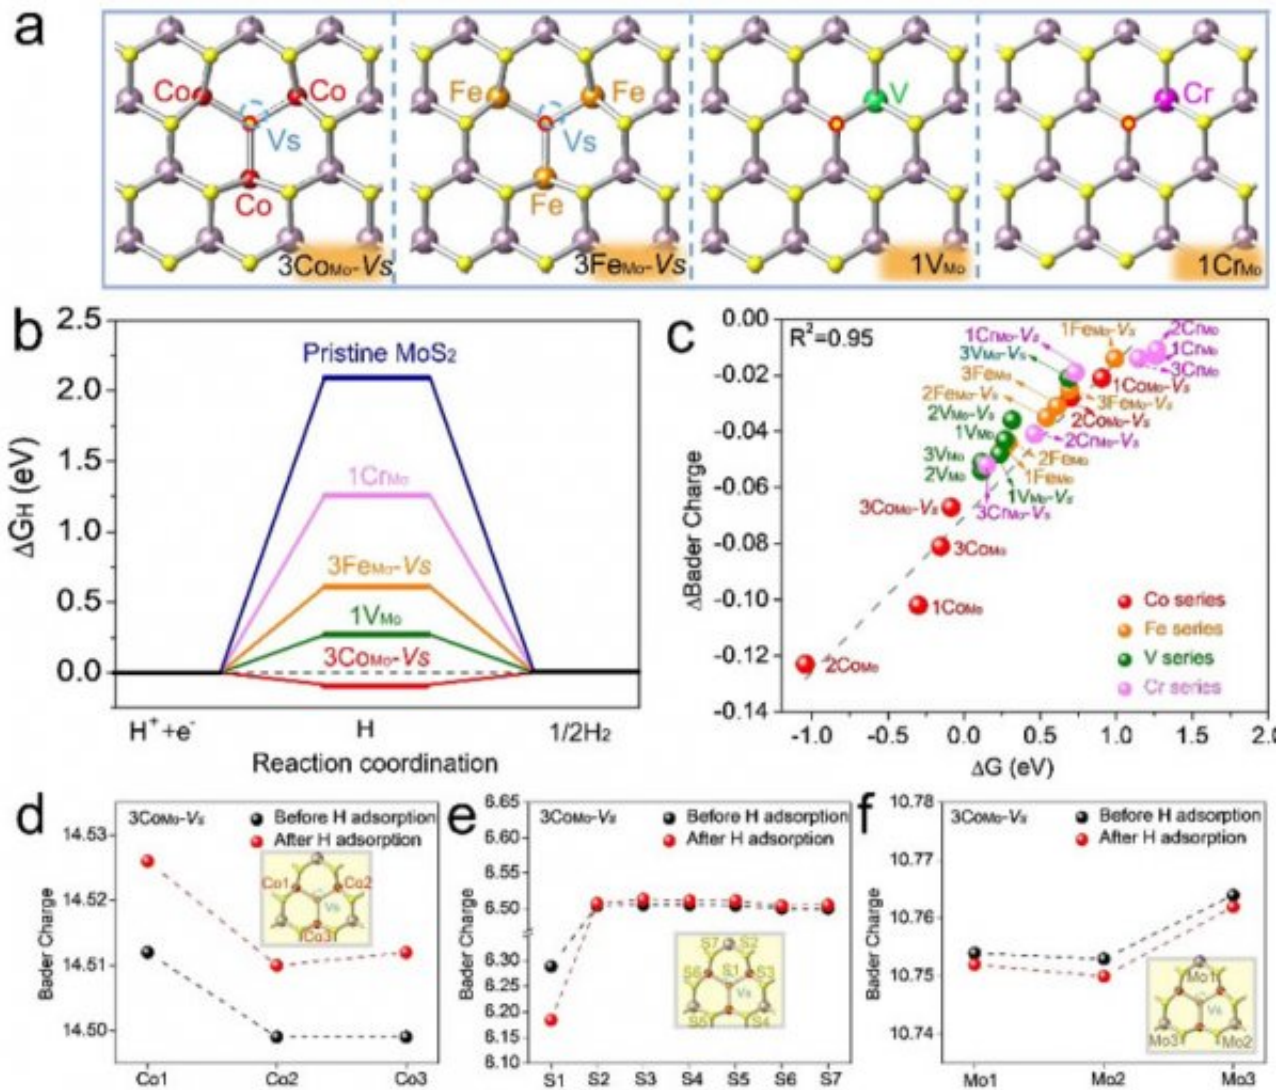 a
Co
Co
Vs
Co
3CoMo-Vs
Fe
Fe
Vs
Fe
3FeMo-Vs
V
1VMo
Cr
1CrMo
b
ΔGH (eV)
2.5
2.0
1.5
1.0
0.5
0.0
Pristine MoS2
1CrMo
3FeMo-Vs
1VMo
3CoMo-Vs
H+ +e-
H
1/2H2
Reaction coordination
c
ΔBader Charge
0.00
-0.02
-0.04
-0.06
-0.08
-0.10
-0.12
-0.14
R2=0.95
1CrMo-Vs
1FeMo-Vs
2CrMo
3VMo-Vs
1CrMo
3CrMo
3FeMo
1CoMo-Vs
2FeMo-Vs
3FeMo-Vs
2VMo-Vs
2CoMo-Vs
1VMo
2CrMo-Vs
3VMo
2FeMo
2VMo
1FeMo
1VMo-Vs
3CrMo-Vs
3CoMo-Vs
3CoMo
1CoMo
2CoMo
Co series
Fe series
V series
Cr series
-1.0
-0.5
0.0
0.5
1.0
1.5
2.0
ΔG (eV)
d
Bader Charge
14.53
14.52
14.51
14.50
3CoMo-Vs
Before H adsorption
After H adsorption
Co1
Co2
Vs
Co3
Co1
Co2
Co3
e
Bader Charge
6.65
6.60
6.55
6.50
6.30
6.25
6.20
6.15
6.10
3CoMo-Vs
Before H adsorption
After H adsorption
S7
S2
S6
S1
S3
Vs
S5
S4
S1
S2
S3
S4
S5
S6
S7
f
Bader Charge
10.78
10.77
10.76
10.75
10.74
3CoMo-Vs
Before H adsorption
After H adsorption
Mo1
Vs
Mo3
Mo2
Mo1
Mo2
Mo3